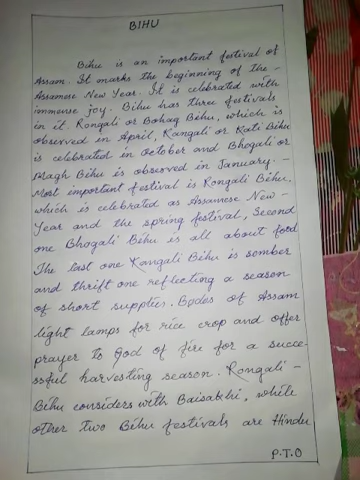 BIHU
Bihu is an important festival of
Assam. It marks the beginning of the -
Assamese New Year. It is celebrated with
immense joy. Bihu has three festivals
in it. Rongali or Bohag Bihu, which is
observed in April, Kangali or Kati Bihu
is celebrated in October and Bhogali or
Magh Bihu is observed in January. -
Most important festival is Rongali Bihu,
which is celebrated as Assamese New -
Year and the spring festival, Second
one Bhogali Bihu is all about food
The last one Kangali Bihu is somber
and thrift one reflecting a season
of short supplies. of Assam
light lamps for rice crop and offer
prayer to God of fire for a succe-
ssful harvesting season. Rongali -
Bihu considers with Baisakhi, while
other two Bihu festivals are Hindu
P.T.O